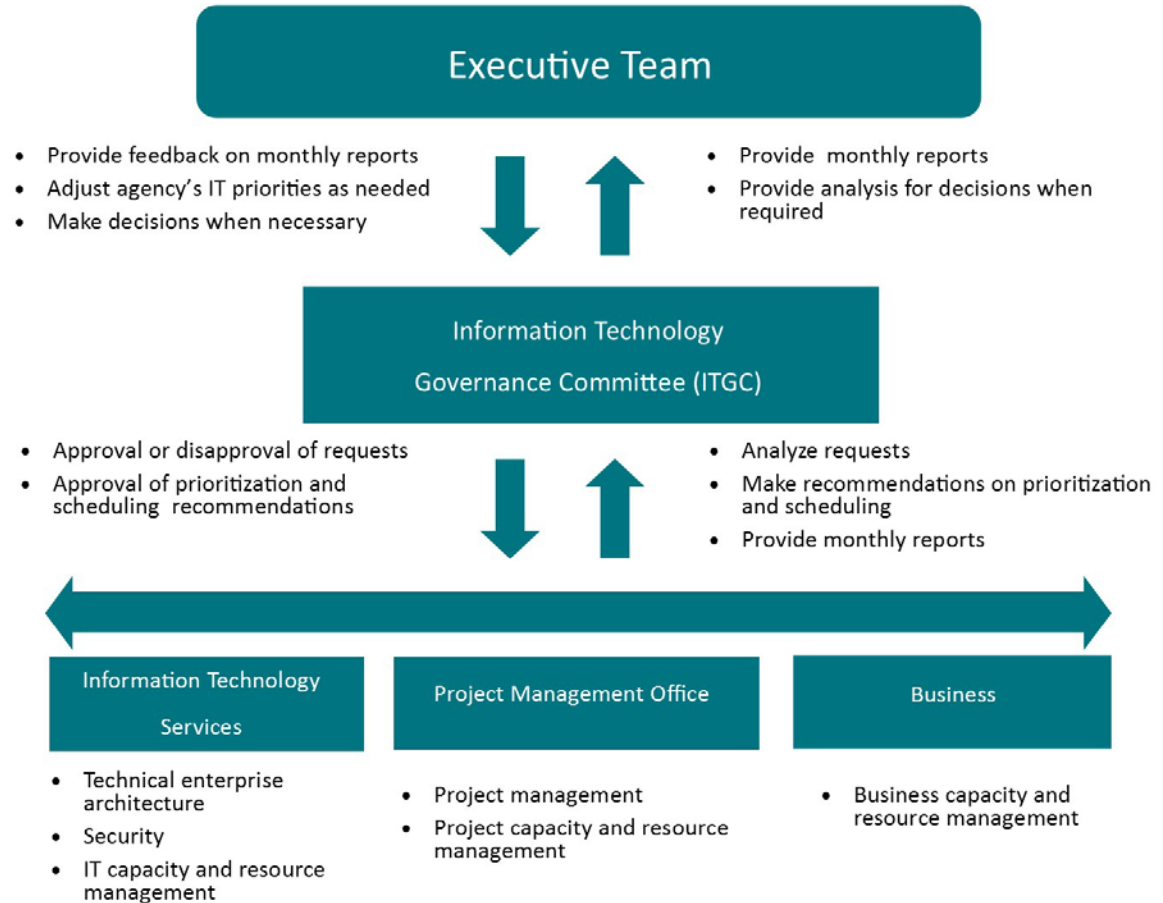 Executive Team
• Provide feedback on monthly reports
• Adjust agency's IT priorities as needed
• Make decisions when necessary
• Provide monthly reports
• Provide analysis for decisions when
required
Information Technology
Governance Committee (ITGC)
• Approval or disapproval of requests
• Approval of prioritization and
scheduling recommendations
• Analyze requests
• Make recommendations on prioritization
and scheduling
• Provide monthly reports
Information Technology
Services
• Technical enterprise
architecture
• Security
• IT capacity and resource
management
Project Management Office
• Project management
• Project capacity and resource
management
Business
• Business capacity and
resource management